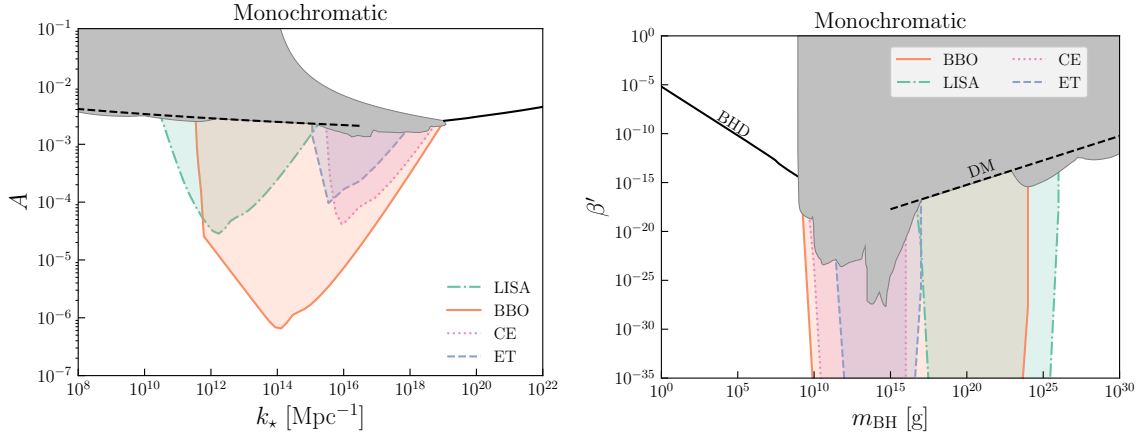 Monochromatic
A
10^-1
10^-2
10^-3
10^-4
10^-5
10^-6
10^-7
LISA
BBO
CE
ET
10^8 10^10 10^12 10^14 10^16 10^18 10^20 10^22
k⋆ [Mpc^-1]
Monochromatic
β′
10^0
10^-5
10^-10
10^-15
10^-20
10^-25
10^-30
10^-35
BBO CE
LISA ET
BHD
DM
10^0 10^5 10^10 10^15 10^20 10^25 10^30
m_BH [g]